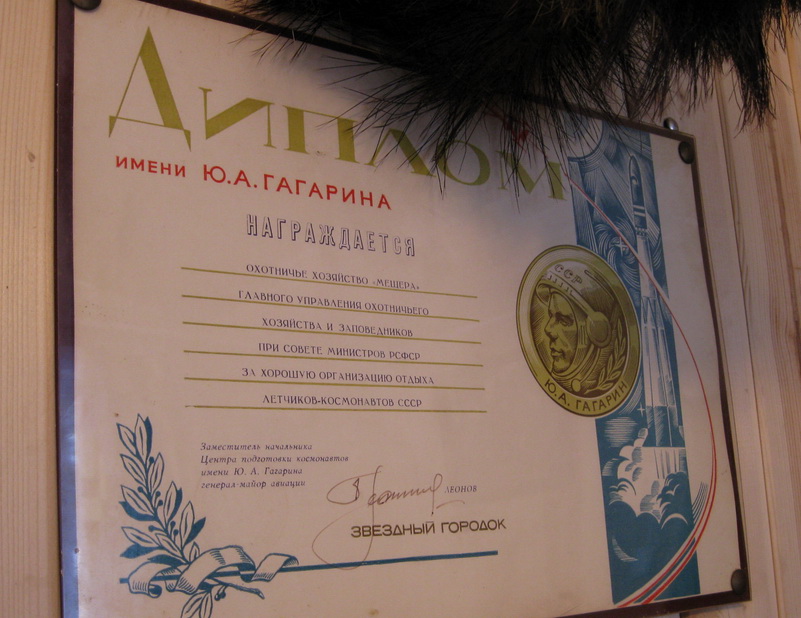 ДИПЛОМ
ИМЕНИ Ю.А.ГАГАРИНА
НАГРАЖДАЕТСЯ
ОХОТНИЧЬЕ ХОЗЯЙСТВО «МЕЩЕРА»
ГЛАВНОГО УПРАВЛЕНИЯ ОХОТНИЧЬЕГО
ХОЗЯЙСТВА И ЗАПОВЕДНИКОВ
ПРИ СОВЕТЕ МИНИСТРОВ РСФСР
ЗА ХОРОШУЮ ОРГАНИЗАЦИЮ ОТДЫХА
ЛЕТЧИКОВ-КОСМОНАВТОВ СССР
СССР
Ю.А. ГАГАРИН
Заместитель начальника
Центра подготовки космонавтов
имени Ю. А. Гагарина
генерал-майор авиации
ЛЕОНОВ
ЗВЕЗДНЫЙ ГОРОДОК